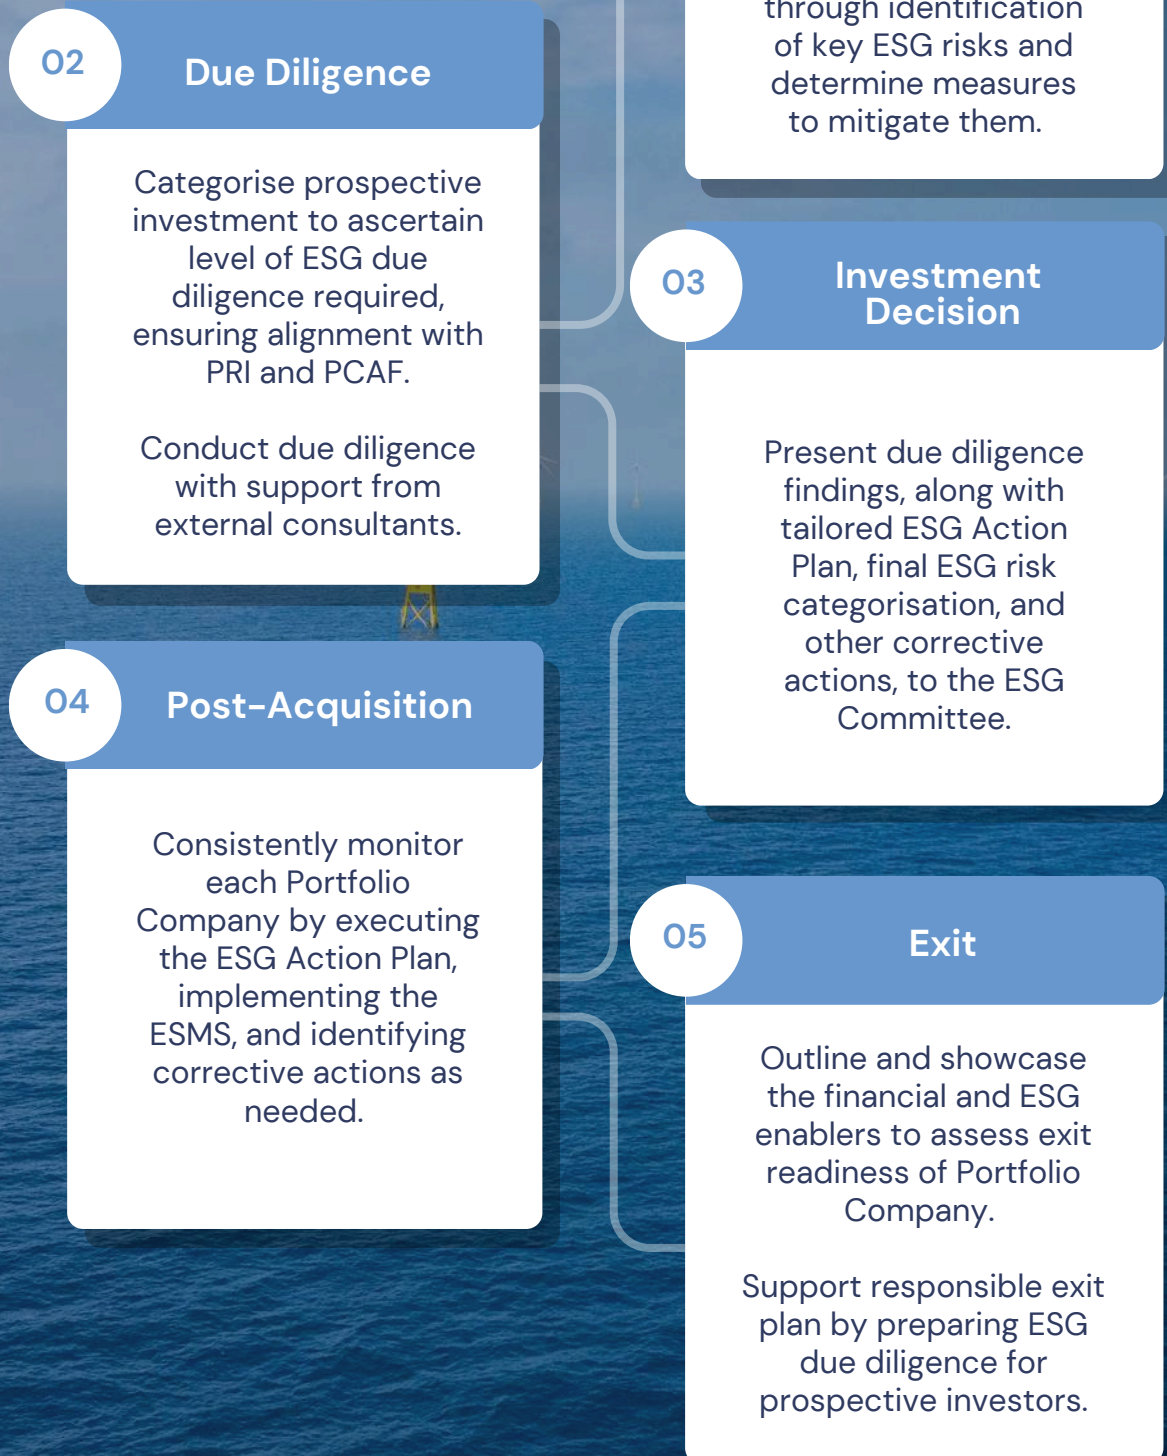 through identification
of key ESG risks and
determine measures
to mitigate them.
02
Due Diligence
Categorise prospective
investment to ascertain
level of ESG due
diligence required,
ensuring alignment with
PRI and PCAF.
Conduct due diligence
with support from
external consultants.
03
Investment
Decision
Present due diligence
findings, along with
tailored ESG Action
Plan, final ESG risk
categorisation, and
other corrective
actions, to the ESG
Committee.
04
Post-Acquisition
Consistently monitor
each Portfolio
Company by executing
the ESG Action Plan,
implementing the
ESMS, and identifying
corrective actions as
needed.
05
Exit
Outline and showcase
the financial and ESG
enablers to assess exit
readiness of Portfolio
Company.
Support responsible exit
plan by preparing ESG
due diligence for
prospective investors.